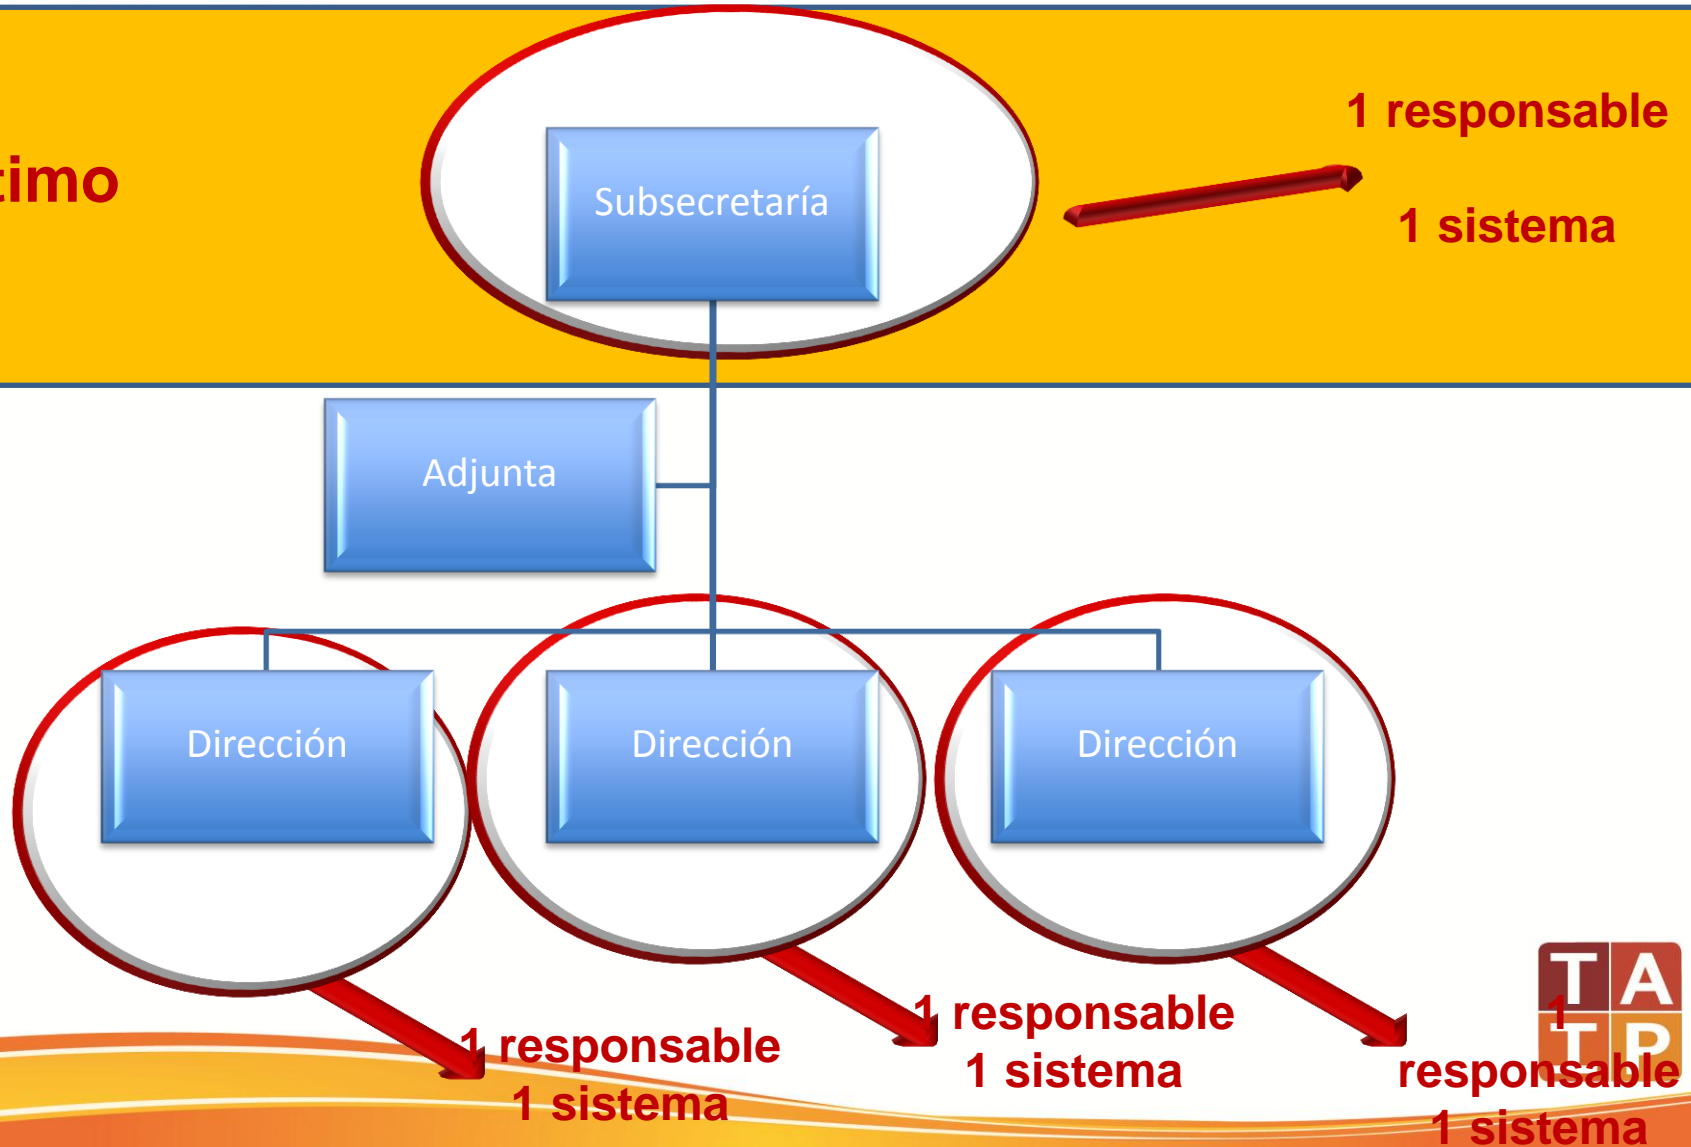 1 responsable
timo
Subsecretaría
1 sistema
Adjunta
Dirección
Dirección
Dirección
1 responsable
1 sistema
1 responsable
1 sistema
1
responsable
1 sistema
T A
T P